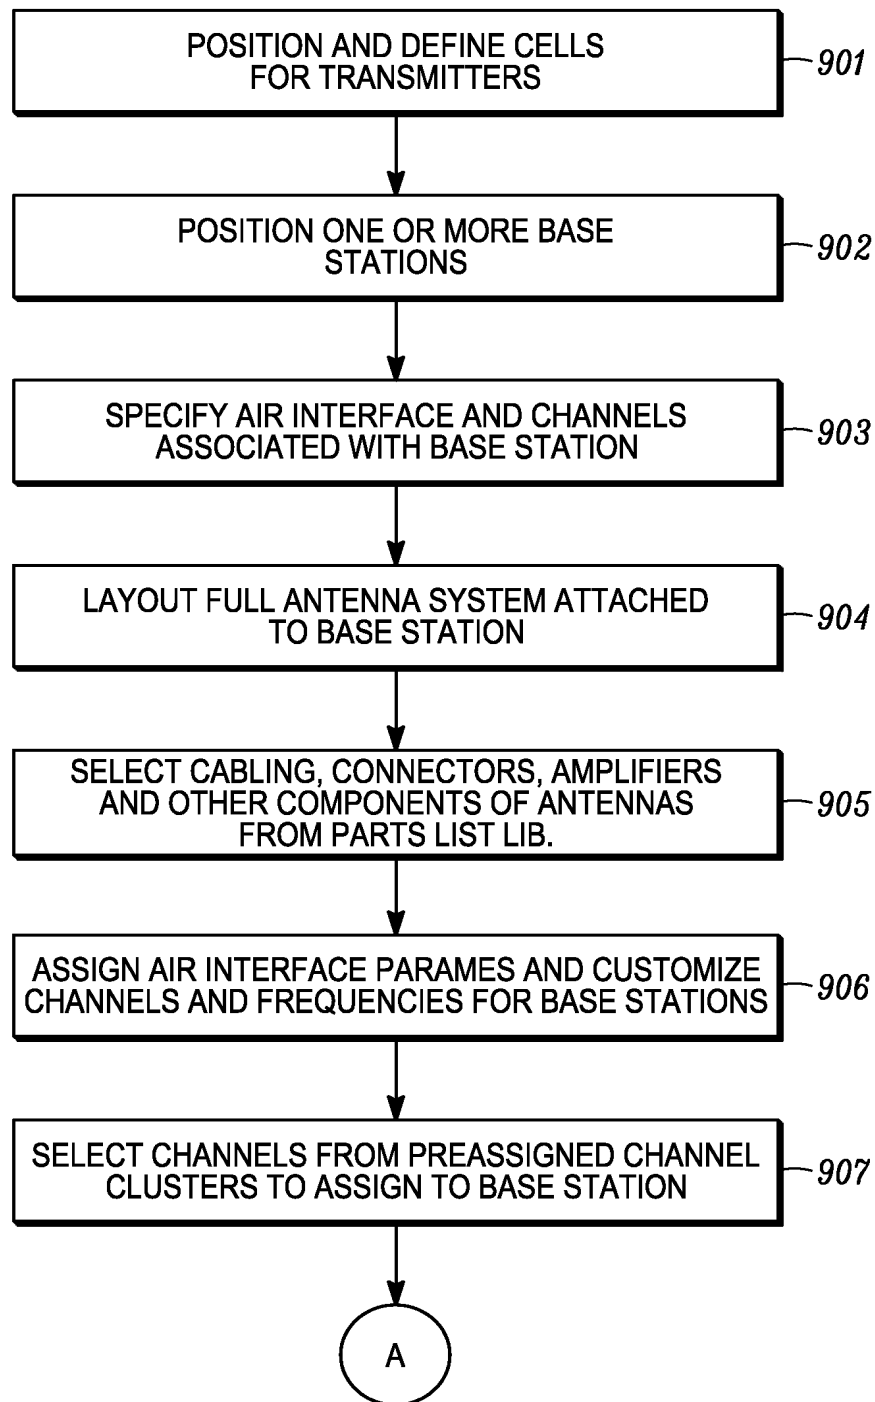 POSITION AND DEFINE CELLS
FOR TRANSMITTERS
901
POSITION ONE OR MORE BASE
STATIONS
902
SPECIFY AIR INTERFACE AND CHANNELS
ASSOCIATED WITH BASE STATION
903
LAYOUT FULL ANTENNA SYSTEM ATTACHED
TO BASE STATION
904
SELECT CABLING, CONNECTORS, AMPLIFIERS
AND OTHER COMPONENTS OF ANTENNAS
FROM PARTS LIST LIB.
905
ASSIGN AIR INTERFACE PARAMES AND CUSTOMIZE
CHANNELS AND FREQUENCIES FOR BASE STATIONS
906
SELECT CHANNELS FROM PREASSIGNED CHANNEL
CLUSTERS TO ASSIGN TO BASE STATION
907
A